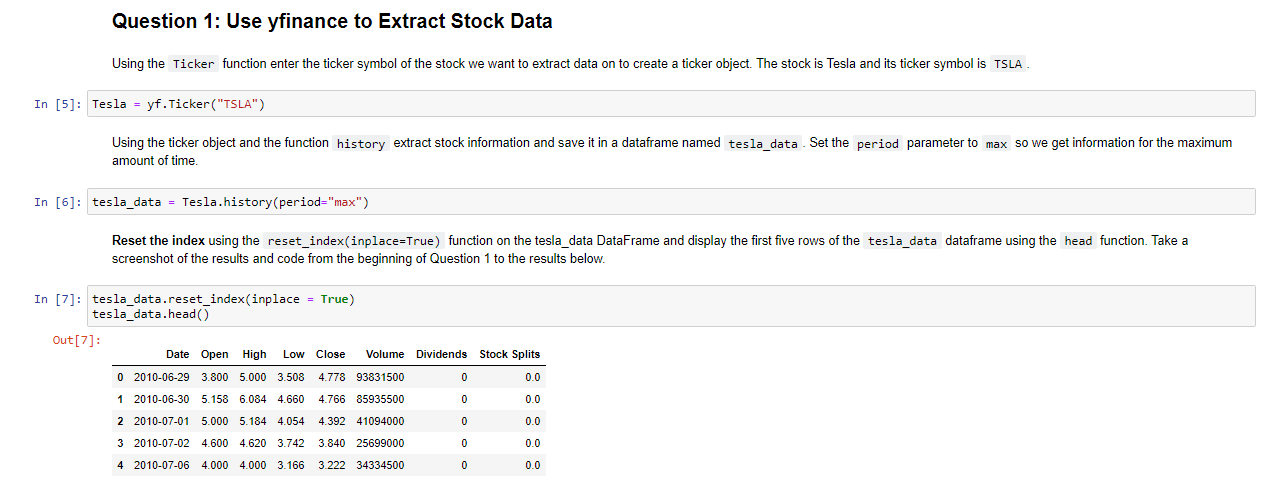 Question 1: Use yfinance to Extract Stock Data
Using the Ticker function enter the ticker symbol of the stock we want to extract data on to create a ticker object. The stock is Tesla and its ticker symbol is TSLA .
In [5]: Tesla = yf.Ticker("TSLA")
Using the ticker object and the function history extract stock information and save it in a dataframe named tesla_data . Set the period parameter to max so we get information for the maximum
amount of time.
In [6]: tesla_data = Tesla.history(period="max")
Reset the index using the reset_index(inplace=True) function on the tesla_data DataFrame and display the first five rows of the tesla_data dataframe using the head function. Take a
screenshot of the results and code from the beginning of Question 1 to the results below.
In [7]: tesla_data.reset_index(inplace = True)
tesla_data.head()
Out[7]:
Date Open High Low Close Volume Dividends Stock Splits
0 2010-06-29 3.800 5.000 3.508 4.778 93831500 0 0.0
1 2010-06-30 5.158 6.084 4.660 4.766 85935500 0 0.0
2 2010-07-01 5.000 5.184 4.054 4.392 41094000 0 0.0
3 2010-07-02 4.600 4.620 3.742 3.840 25699000 0 0.0
4 2010-07-06 4.000 4.000 3.166 3.222 34334500 0 0.0